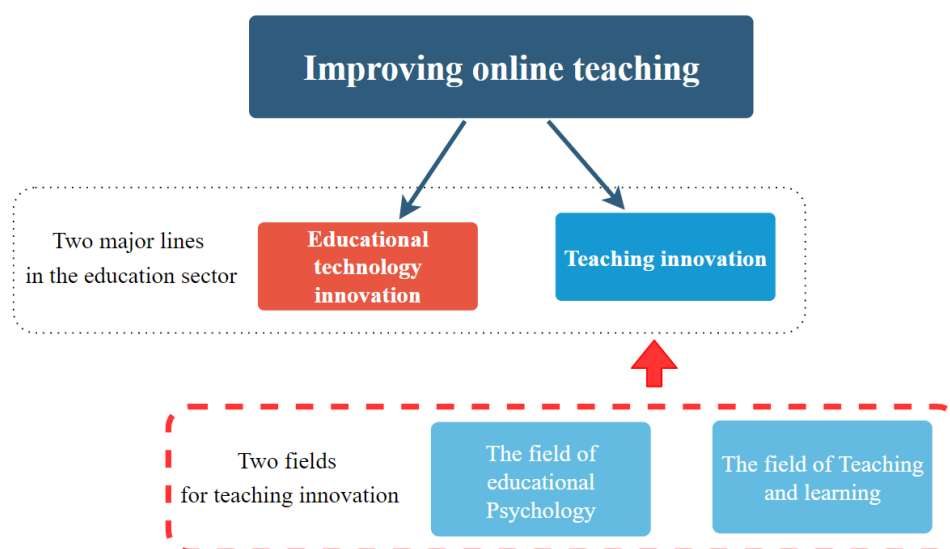 Improving online teaching
Two major lines
in the education sector
Educational
technology
innovation
Teaching innovation
Two fields
for teaching innovation
The field of
educational
Psychology
The field of Teaching
and learning